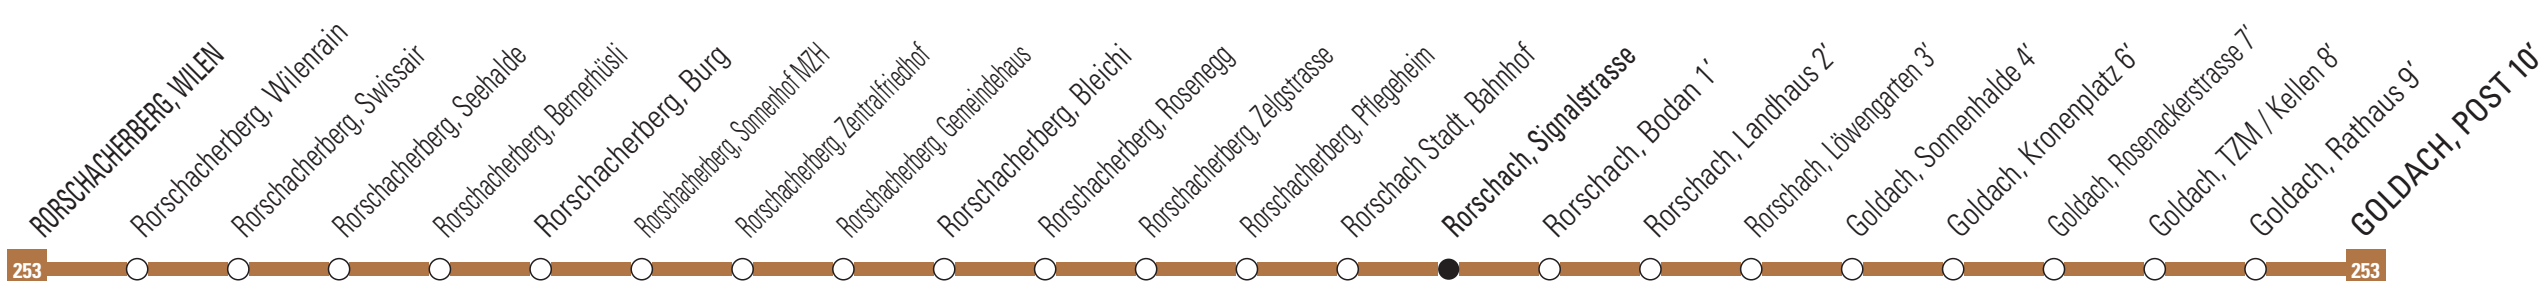 RORSCHACHERBERG, WILEN
Rorschacherberg, Wilenrain
Rorschacherberg, Swissair
Rorschacherberg, Seehalde
Rorschacherberg, Bernerhüsli
Rorschacherberg, Burg
Rorschacherberg, Sonnenhof MZH
Rorschacherberg, Zentralfriedhof
Rorschacherberg, Gemeindehaus
Rorschacherberg, Bleichi
Rorschacherberg, Rosenegg
Rorschacherberg, Zelgstrasse
Rorschacherberg, Pflegeheim
Rorschach Stadt, Bahnhof
Rorschach, Signalstrasse
Rorschach, Bodan 1’
Rorschach, Landhaus 2’
Rorschach, Löwengarten 3’
Goldach, Sonnenhalde 4’
Goldach, Kronenplatz 6’
Goldach, Rosenackerstrasse 7’
Goldach, TZM / Kellen 8’
Goldach, Rathaus 9’
GOLDACH, POST 10’
253
253